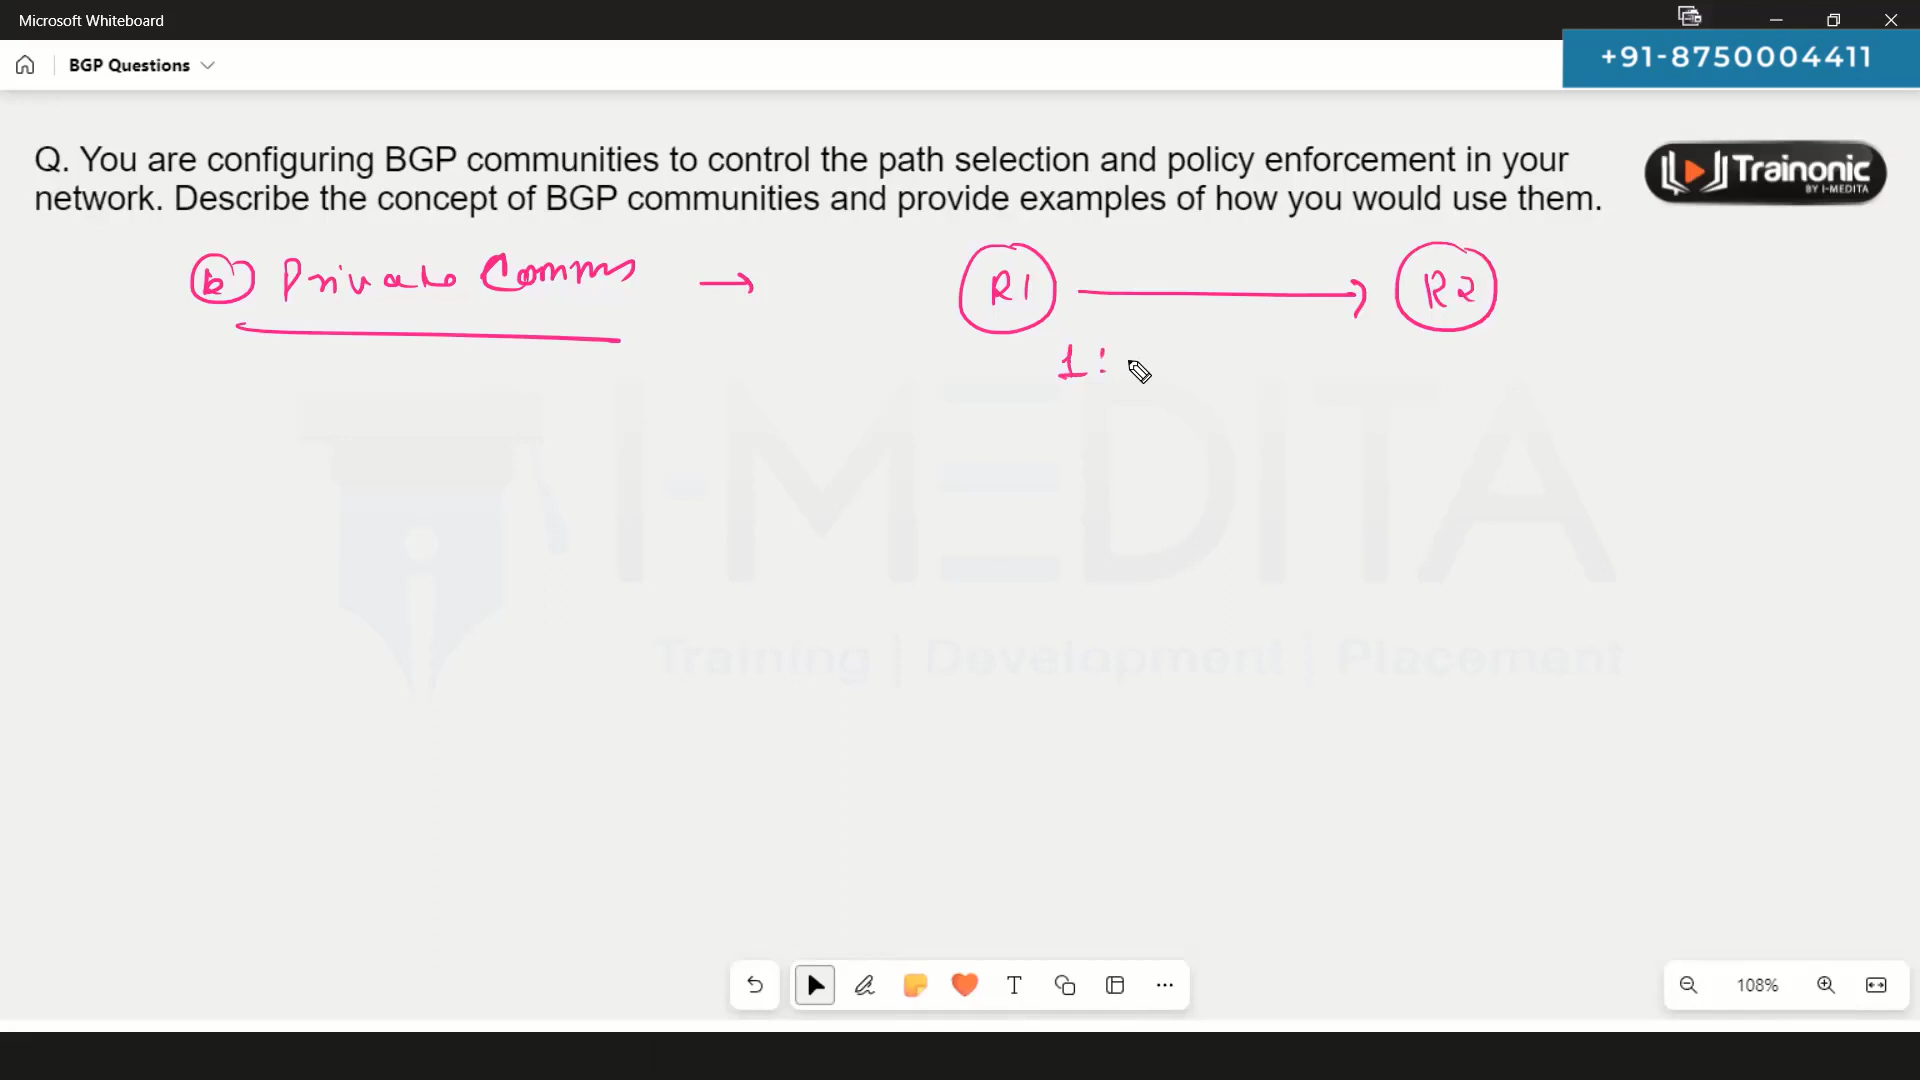 Microsoft Whiteboard
BGP Questions
+91-8750004411
Q. You are configuring BGP communities to control the path selection and policy enforcement in your
network. Describe the concept of BGP communities and provide examples of how you would use them.
Trainonic
BY I-MEDITA
b Private Comms →
R1
R2
1 :
I-MEDITA
Training | Development | Placement
T
108%